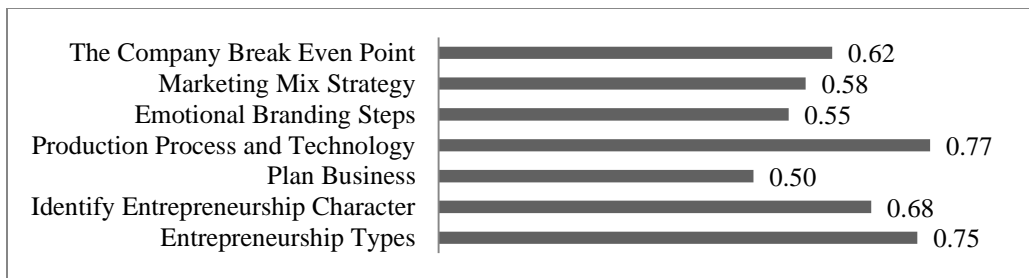 The Company Break Even Point 0.62
Marketing Mix Strategy 0.58
Emotional Branding Steps 0.55
Production Process and Technology 0.77
Plan Business 0.50
Identify Entrepreneurship Character 0.68
Entrepreneurship Types 0.75